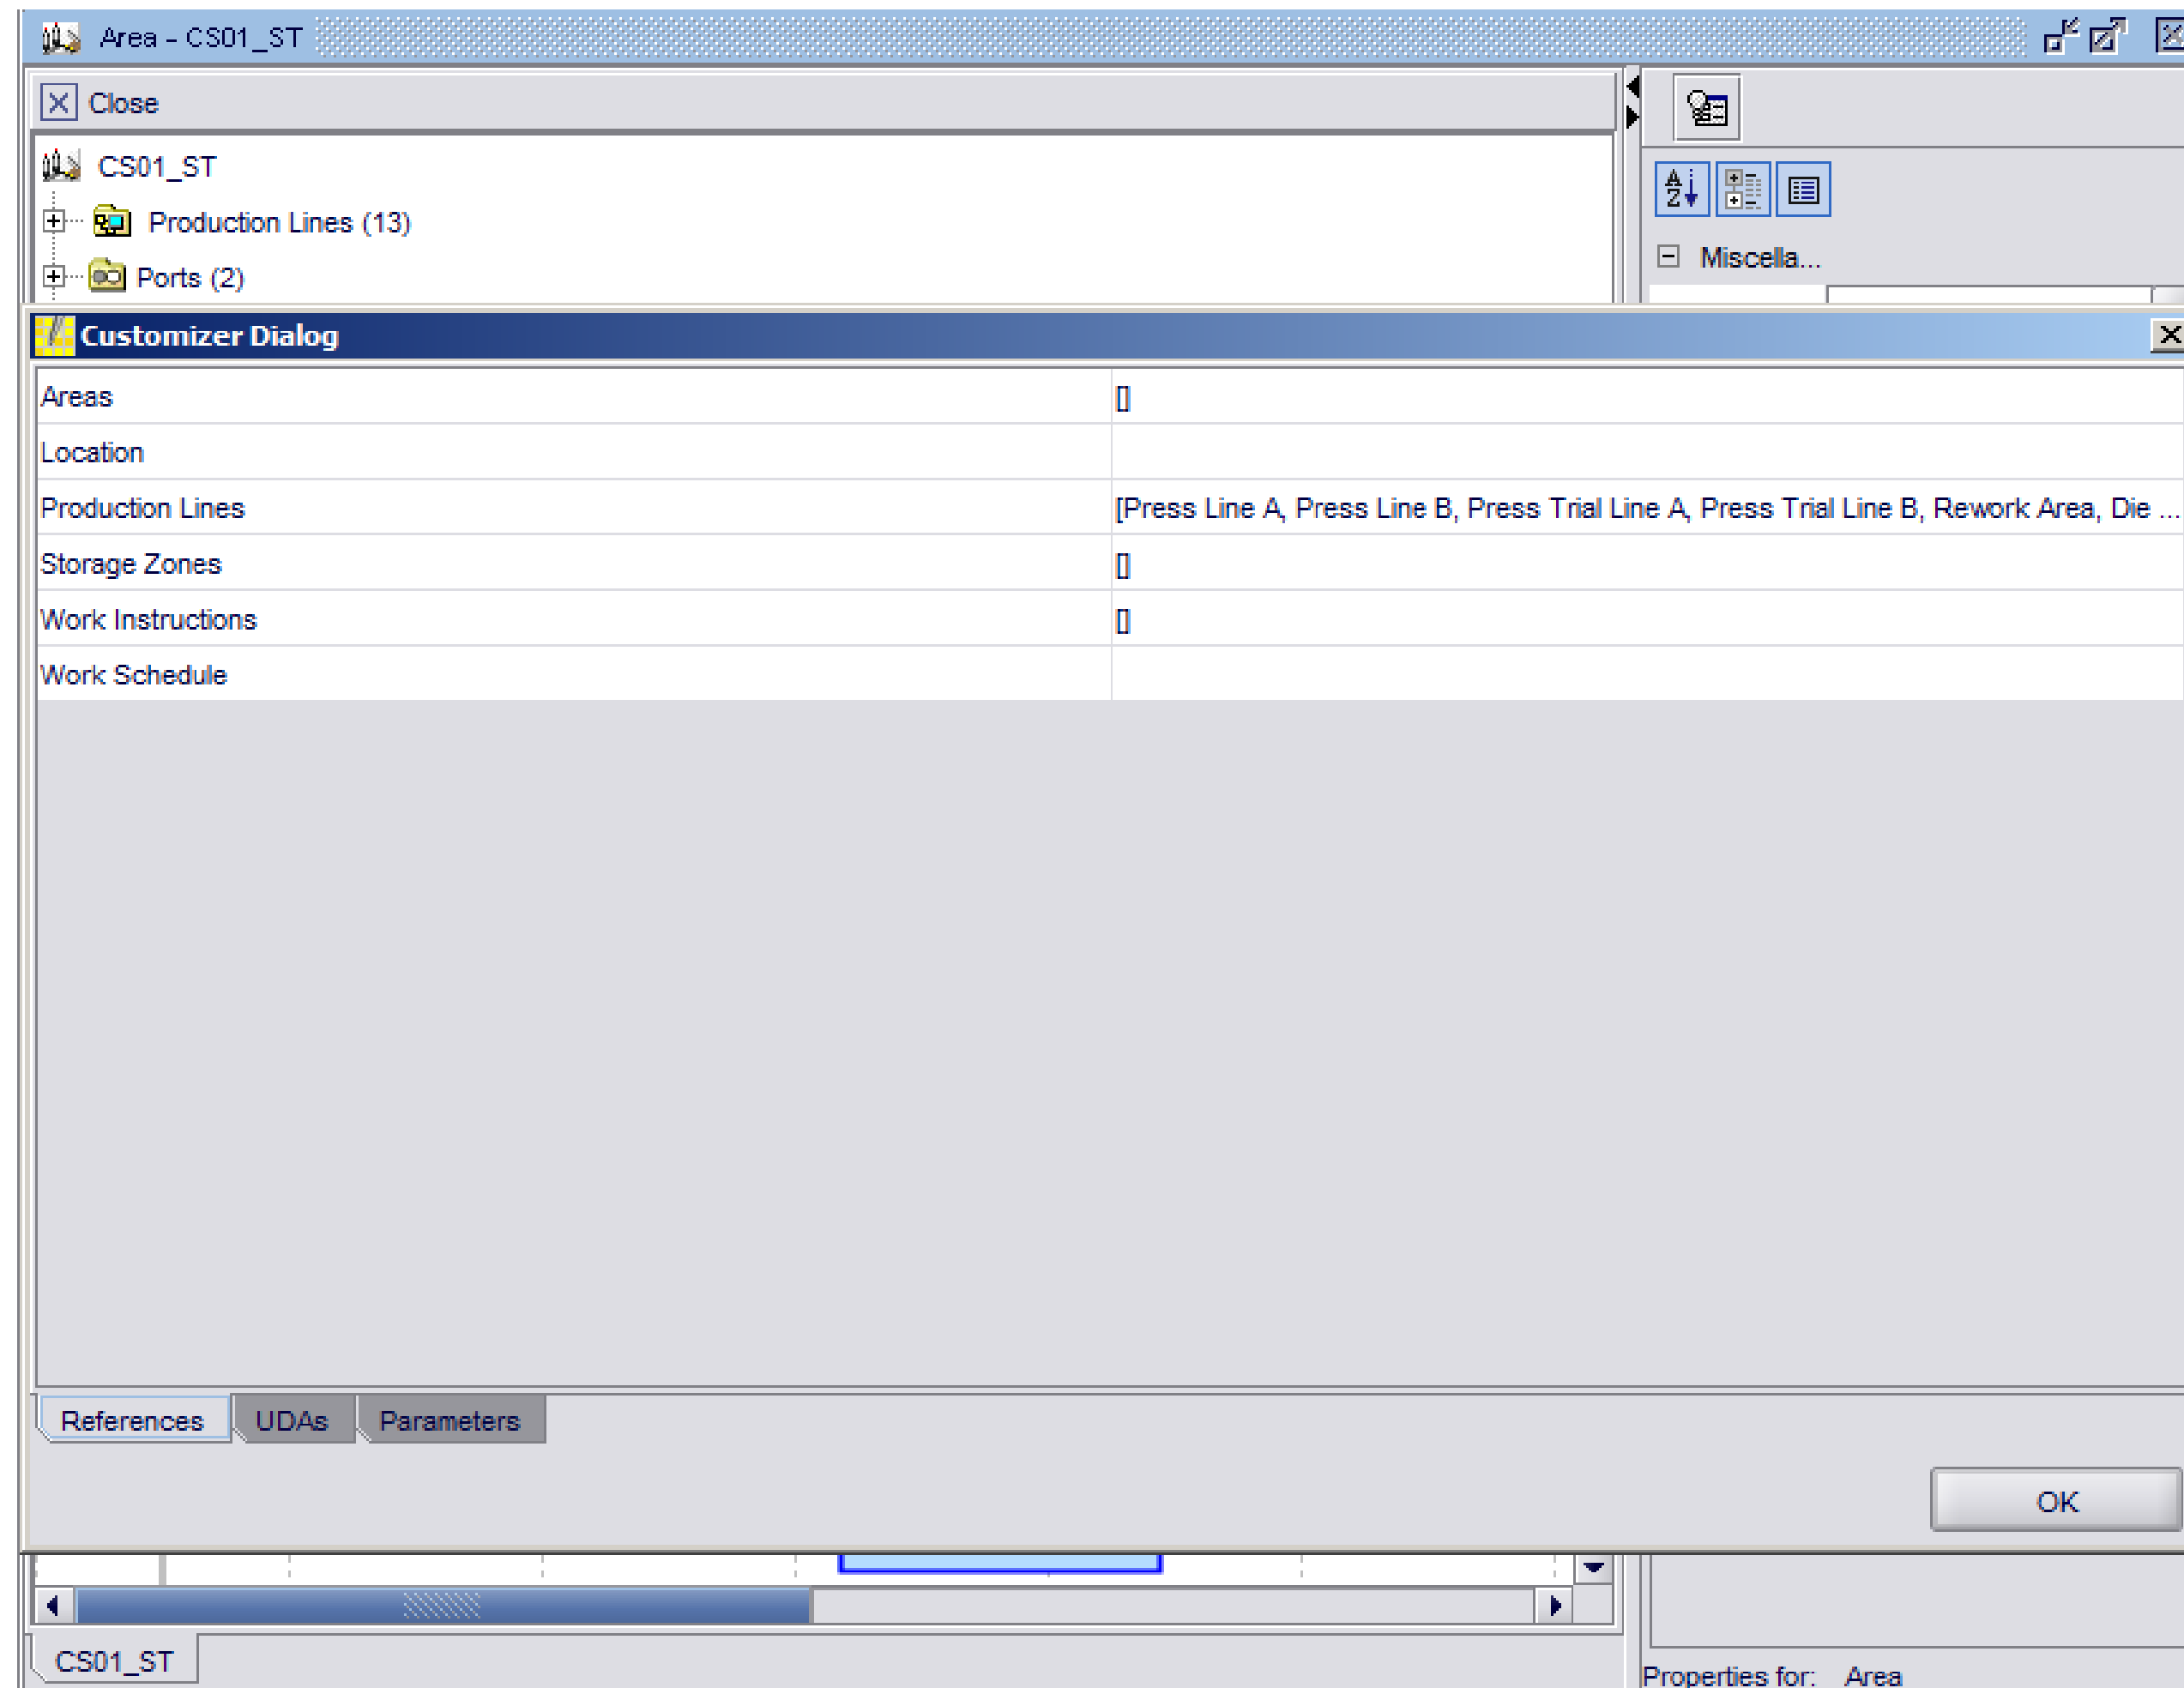 Area - CS01_ST
Close
CS01_ST
Production Lines (13)
Ports (2)
Miscella...
Customizer Dialog
Areas []
Location
Production Lines [Press Line A, Press Line B, Press Trial Line A, Press Trial Line B, Rework Area, Die ...
Storage Zones []
Work Instructions []
Work Schedule
References UDAs Parameters
OK
CS01_ST
Properties for: Area